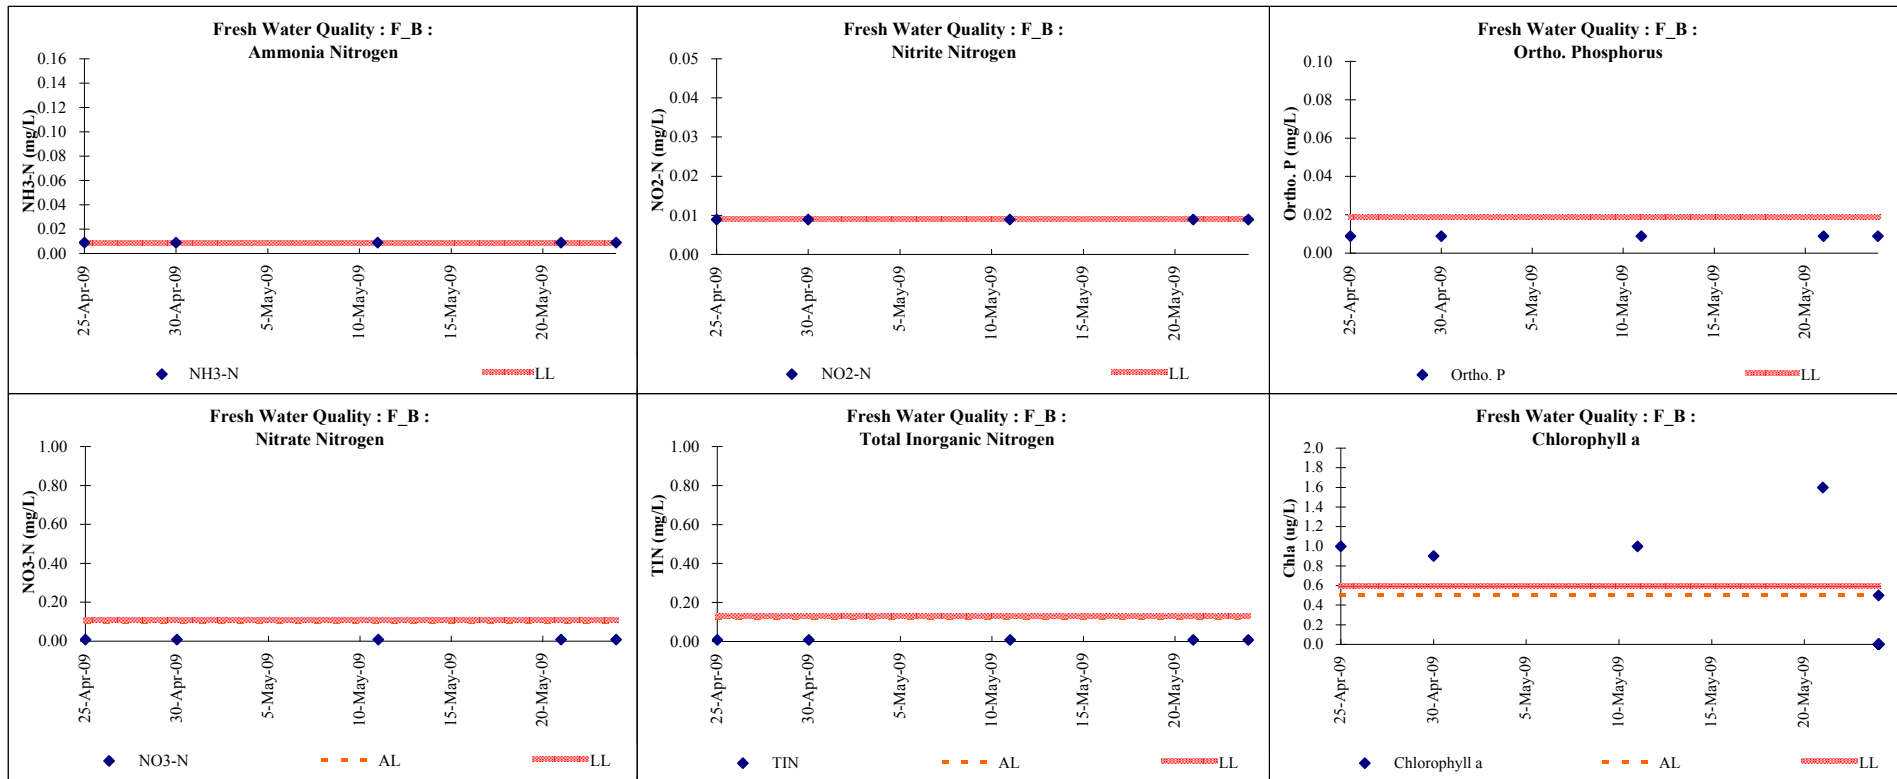 Fresh Water Quality : F_B :
Ammonia Nitrogen
NH3-N (mg/L)
0.16
0.14
0.12
0.10
0.08
0.06
0.04
0.02
0.00
25-Apr-09
30-Apr-09
5-May-09
10-May-09
15-May-09
20-May-09
NH3-N
LL
Fresh Water Quality : F_B :
Nitrite Nitrogen
NO2-N (mg/L)
0.05
0.04
0.03
0.02
0.01
0.00
25-Apr-09
30-Apr-09
5-May-09
10-May-09
15-May-09
20-May-09
NO2-N
LL
Fresh Water Quality : F_B :
Ortho. Phosphorus
Ortho. P (mg/L)
0.10
0.08
0.06
0.04
0.02
0.00
25-Apr-09
30-Apr-09
5-May-09
10-May-09
15-May-09
20-May-09
Ortho. P
LL
Fresh Water Quality : F_B :
Nitrate Nitrogen
NO3-N (mg/L)
1.00
0.80
0.60
0.40
0.20
0.00
25-Apr-09
30-Apr-09
5-May-09
10-May-09
15-May-09
20-May-09
NO3-N
AL
LL
Fresh Water Quality : F_B :
Total Inorganic Nitrogen
TIN (mg/L)
1.00
0.80
0.60
0.40
0.20
0.00
25-Apr-09
30-Apr-09
5-May-09
10-May-09
15-May-09
20-May-09
TIN
AL
LL
Fresh Water Quality : F_B :
Chlorophyll a
Chla (ug/L)
2.0
1.8
1.6
1.4
1.2
1.0
0.8
0.6
0.4
0.2
0.0
25-Apr-09
30-Apr-09
5-May-09
10-May-09
15-May-09
20-May-09
Chlorophyll a
AL
LL